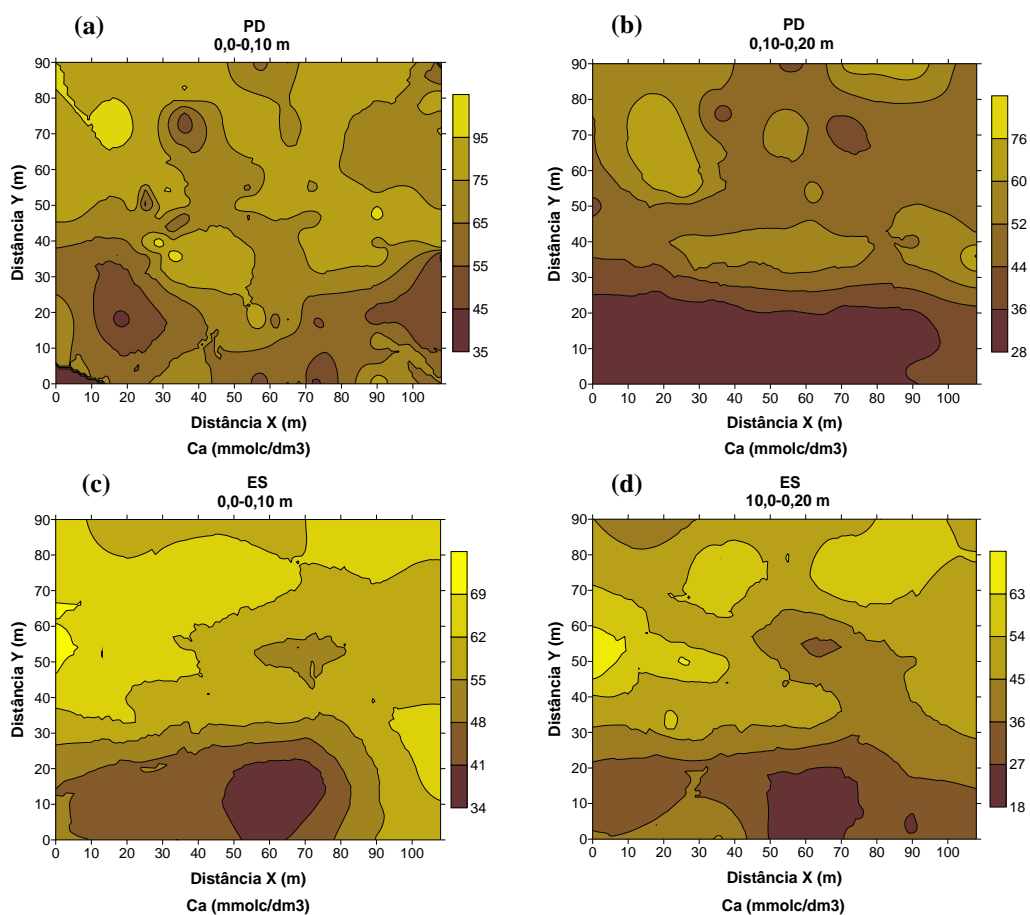 (a)
PD
0,0-0,10 m
90
80
70
60
50
40
30
20
10
0
Distância Y (m)
0 10 20 30 40 50 60 70 80 90 100
Distância X (m)
Ca (mmolc/dm3)
95
75
65
55
45
35
(b)
PD
0,10-0,20 m
90
80
70
60
50
40
30
20
10
0
Distância Y (m)
0 10 20 30 40 50 60 70 80 90 100
Distância X (m)
Ca (mmolc/dm3)
76
60
52
44
36
28
(c)
ES
0,0-0,10 m
90
80
70
60
50
40
30
20
10
0
Distância Y (m)
0 10 20 30 40 50 60 70 80 90 100
Distância X (m)
Ca (mmolc/dm3)
69
62
55
48
41
34
(d)
ES
10,0-0,20 m
90
80
70
60
50
40
30
20
10
0
Distância Y (m)
0 10 20 30 40 50 60 70 80 90 100
Distância X (m)
Ca (mmolc/dm3)
63
54
45
36
27
18